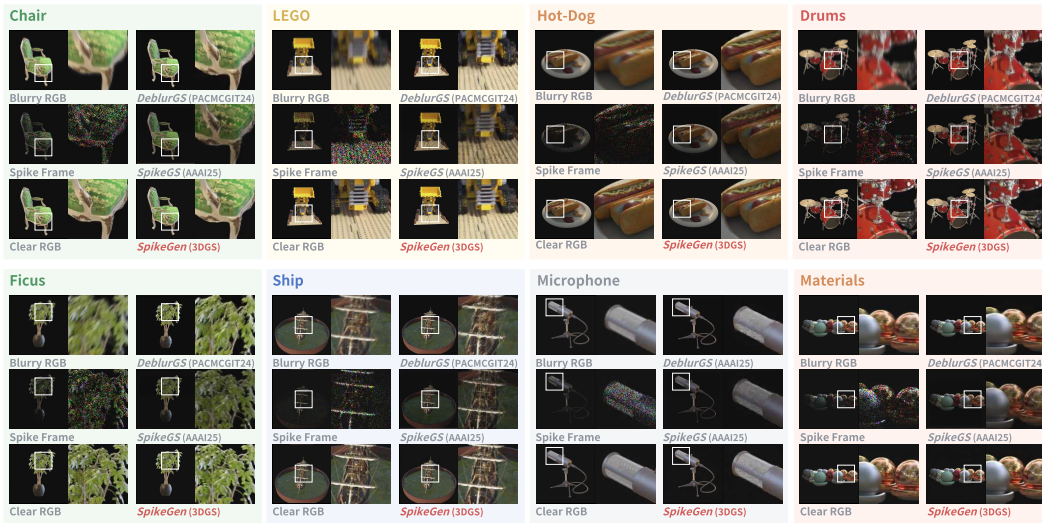 Chair
Blurry RGB
DeblurGS (PACMCGIT24)
Spike Frame
SpikeGS (AAAI25)
Clear RGB
SpikeGen (3DGS)
LEGO
Blurry RGB
DeblurGS (PACMCGIT24)
Spike Frame
SpikeGS (AAAI25)
Clear RGB
SpikeGen (3DGS)
Hot-Dog
Blurry RGB
DeblurGS (PACMCGIT24)
Spike Frame
SpikeGS (AAAI25)
Clear RGB
SpikeGen (3DGS)
Drums
Blurry RGB
DeblurGS (PACMCGIT24)
Spike Frame
SpikeGS (AAAI25)
Clear RGB
SpikeGen (3DGS)
Ficus
Blurry RGB
DeblurGS (PACMCGIT24)
Spike Frame
SpikeGS (AAAI25)
Clear RGB
SpikeGen (3DGS)
Ship
Blurry RGB
DeblurGS (PACMCGIT24)
Spike Frame
SpikeGS (AAAI25)
Clear RGB
SpikeGen (3DGS)
Microphone
Blurry RGB
DeblurGS (AAAI25)
Spike Frame
SpikeGS (AAAI25)
Clear RGB
SpikeGen (3DGS)
Materials
Blurry RGB
DeblurGS (PACMCGIT24
Spike Frame
SpikeGS (AAAI25)
Clear RGB
SpikeGen (3DGS)